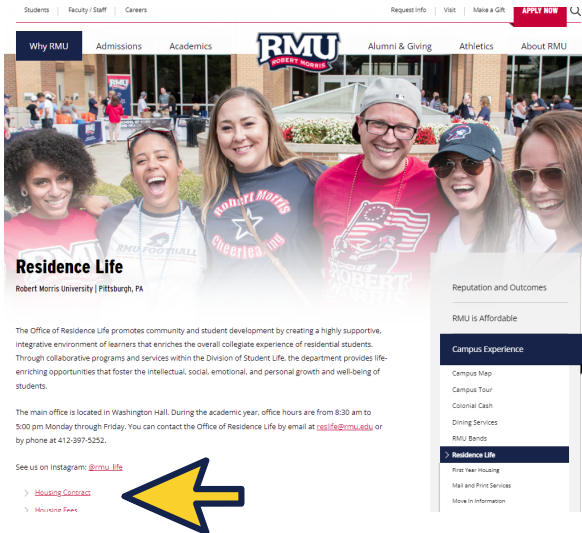 Students Faculty / Staff Careers Request Info Visit Make a Gift APPLY NOW
Why RMU Admissions Academics RMU Alumni & Giving Athletics About RMU
ROBERT MORRIS
RMU
RMU FOOTBALL
Robert Morris
Cheerleading
ROBERT
MORRIS
Residence Life
Robert Morris University | Pittsburgh, PA
The Office of Residence Life promotes community and student development by creating a highly supportive,
integrative environment of learners that enriches the overall collegiate experience of residential students.
Through collaborative programs and services within the Division of Student Life, the department provides life-
enriching opportunities that foster the intellectual, social, emotional, and personal growth and well-being of
students.
The main office is located in Washington Hall. During the academic year, office hours are from 8:30 am to
5:00 pm Monday through Friday. You can contact the Office of Residence Life by email at reslife@rmu.edu or
by phone at 412-397-5252.
See us on Instagram: @rmu_life
Housing Contract
Housing Fees
Reputation and Outcomes
RMU is Affordable
Campus Experience
Campus Map
Campus Tour
Colonial Cash
Dining Services
RMU Bands
Residence Life
First Year Housing
Mail and Print Services
Move In Information